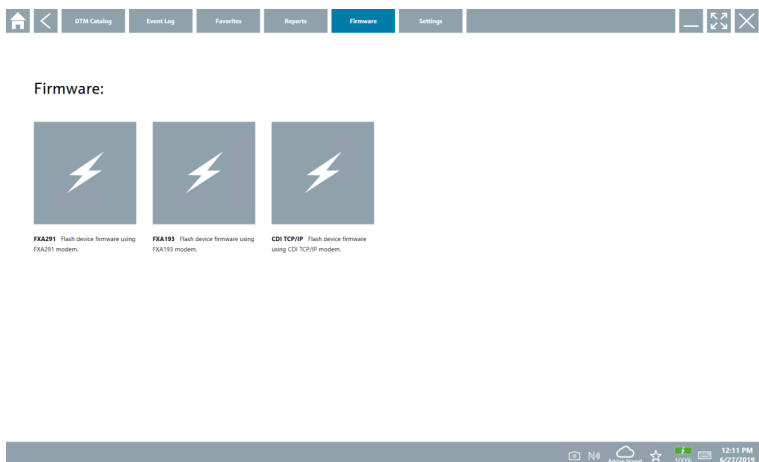 DTM Catalog
Event Log
Favorites
Reports
Firmware
Settings
Firmware:
FXA291 Flash device firmware using
FXA291 modem.
FXA193 Flash device firmware using
FXA193 modem.
CDI TCP/IP Flash device firmware
using CDI TCP/IP modem.
100%
12:11 PM
6/27/2019